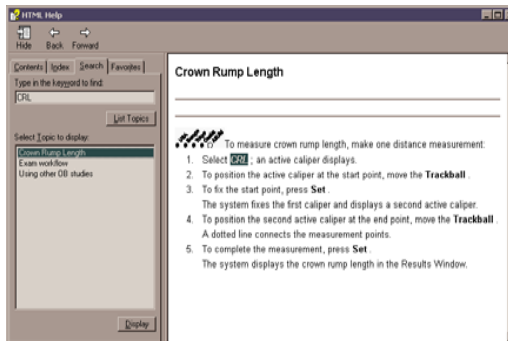 HTML Help
Hide Back Forward
Contents Index Search Favorites
Type in the keyword to find:
CRL
List Topics
Select Topic to display:
Crown Rump Length
Exam workflow
Using other OB studies
Display
Crown Rump Length
To measure crown rump length, make one distance measurement:
1. Select CRL ; an active caliper displays.
2. To position the active caliper at the start point, move the Trackball .
3. To fix the start point, press Set .
The system fixes the first caliper and displays a second active caliper.
4. To position the second active caliper at the end point, move the Trackball .
A dotted line connects the measurement points.
5. To complete the measurement, press Set .
The system displays the crown rump length in the Results Window.